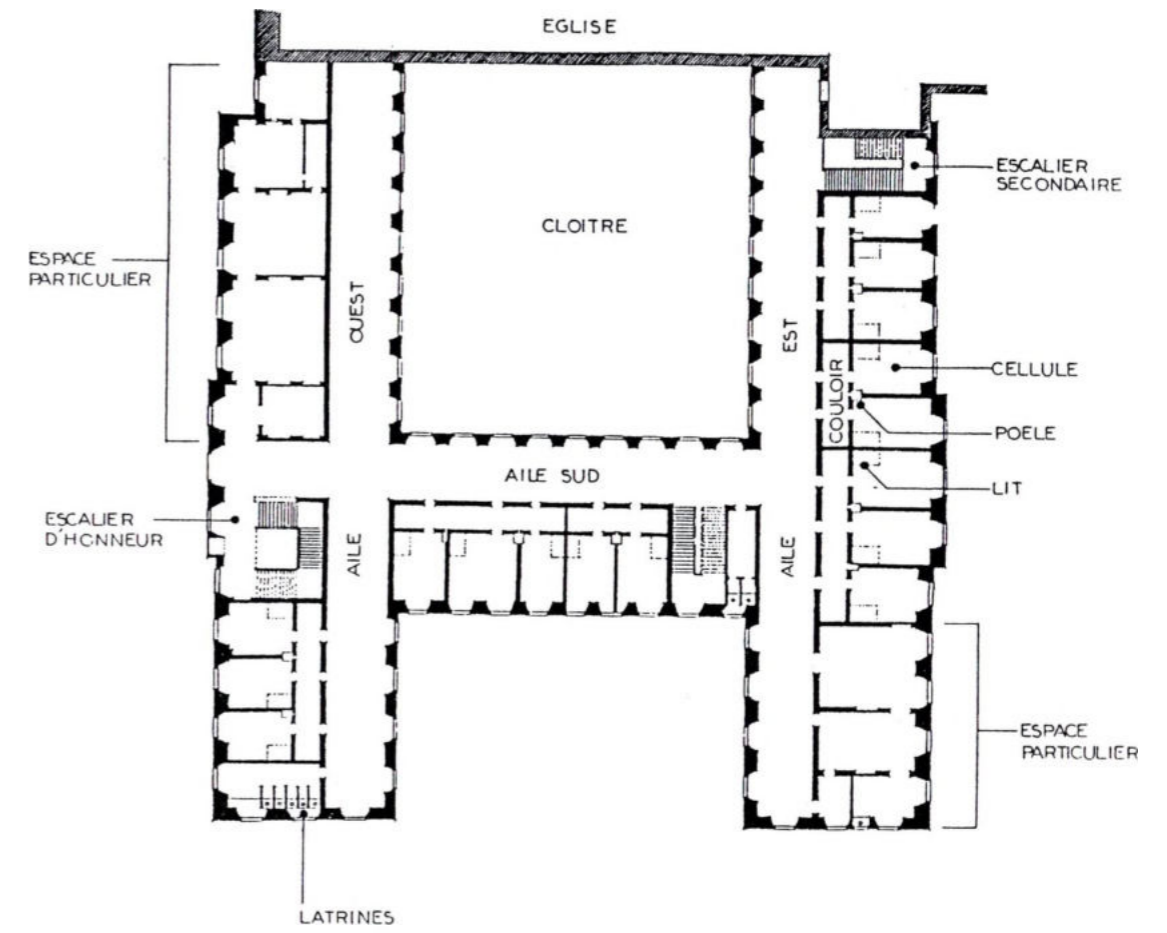 EGLISE
ESCALIER
SECONDAIRE
CLOITRE
ESPACE
PARTICULIER
OUEST
EST
CELLULE
COULOIR
POELE
AILE SUD
LIT
ESCALIER
D'HONNEUR
AILE
AILE
ESPACE
PARTICULIER
LATRINES